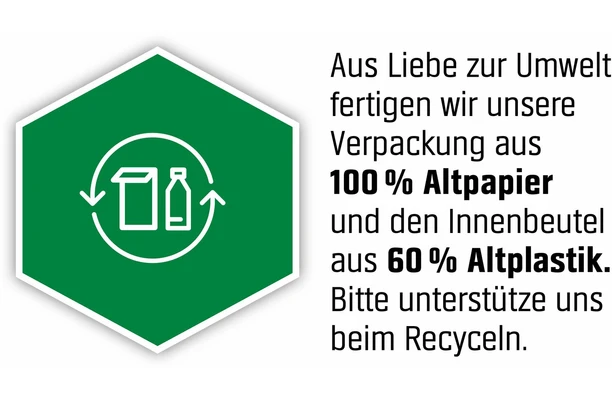 Aus Liebe zur Umwelt
fertigen wir unsere
Verpackung aus
100 % Altpapier
und den Innenbeutel
aus 60 % Altplastik.
Bitte unterstütze uns
beim Recyceln.